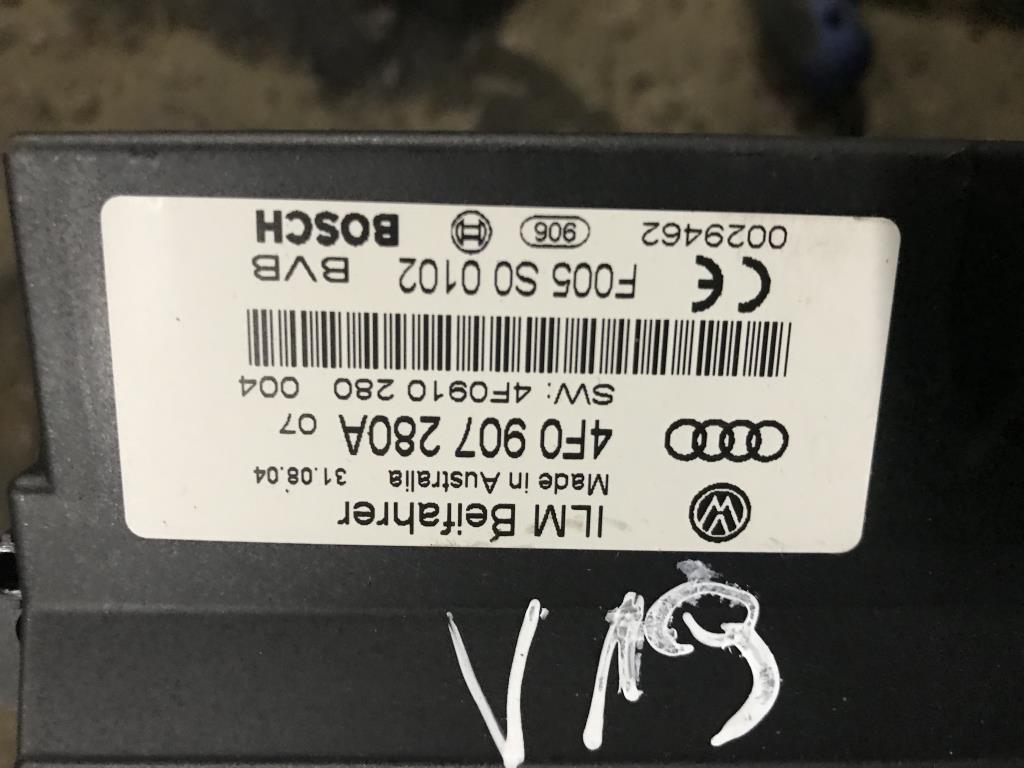 ILM Beifahrer
Made in Australia 31.08.04
4F0 907 280A 07
SW: 4F0910 280 004
F005 S0 0102 BVB
0029462 906 BOSCH
V19